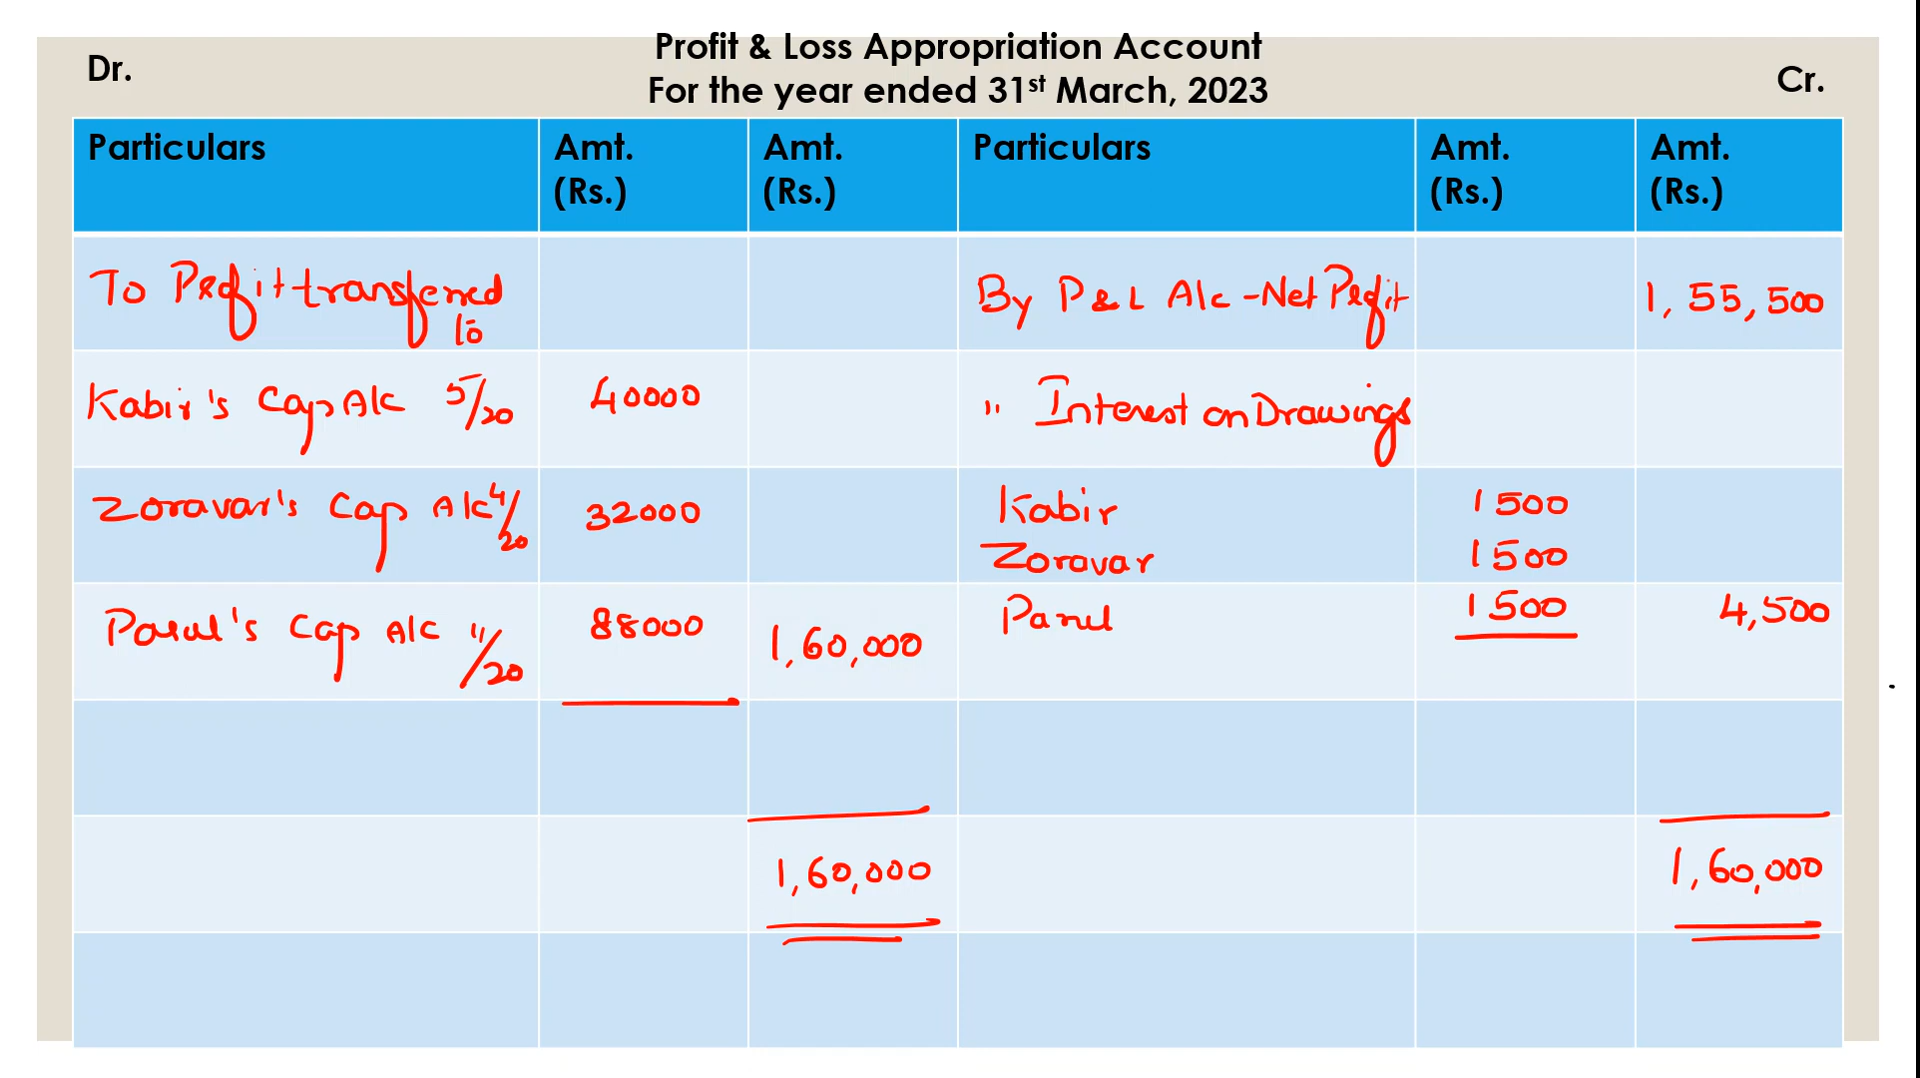 Profit & Loss Appropriation Account
For the year ended 31st March, 2023
Dr.
Cr.
Particulars Amt. (Rs.) Amt. (Rs.) Particulars Amt. (Rs.) Amt. (Rs.)
To Profit transferred to By P&L A/c - Net Profit 1,55,500
Kabir's Cap A/c 5/20 40000 " Interest on Drawings
Zoravar's Cap A/c 4/20 32000 Kabir 1500
Zoravar 1500
Parul's Cap A/c 11/20 88000 1,60,000 Parul 1500 4,500
1,60,000 1,60,000